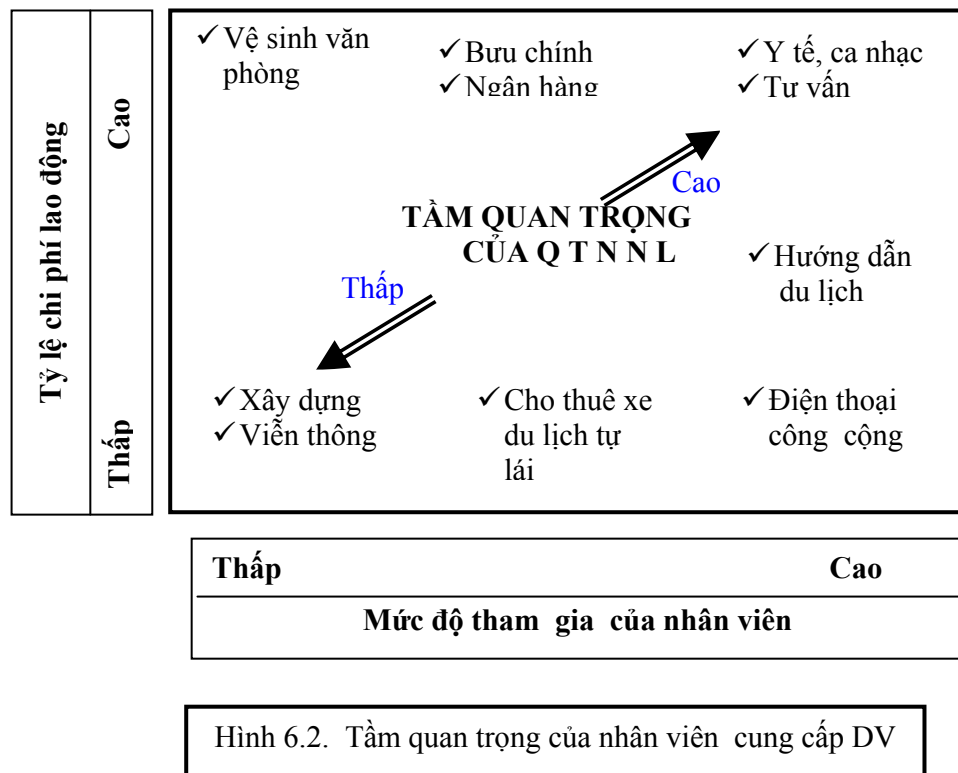 Tỷ lệ chi phí lao động
Cao
Thấp
✓ Vệ sinh văn
phòng
✓ Bưu chính
✓ Ngân hàng
✓ Y tế, ca nhạc
✓ Tư vấn
Cao
TẦM QUAN TRỌNG
CỦA Q T N N L
Thấp
✓ Hướng dẫn
du lịch
✓ Xây dựng
✓ Viễn thông
✓ Cho thuê xe
du lịch tự
lái
✓ Điện thoại
công cộng
Thấp Cao
Mức độ tham gia của nhân viên
Hình 6.2. Tầm quan trọng của nhân viên cung cấp DV